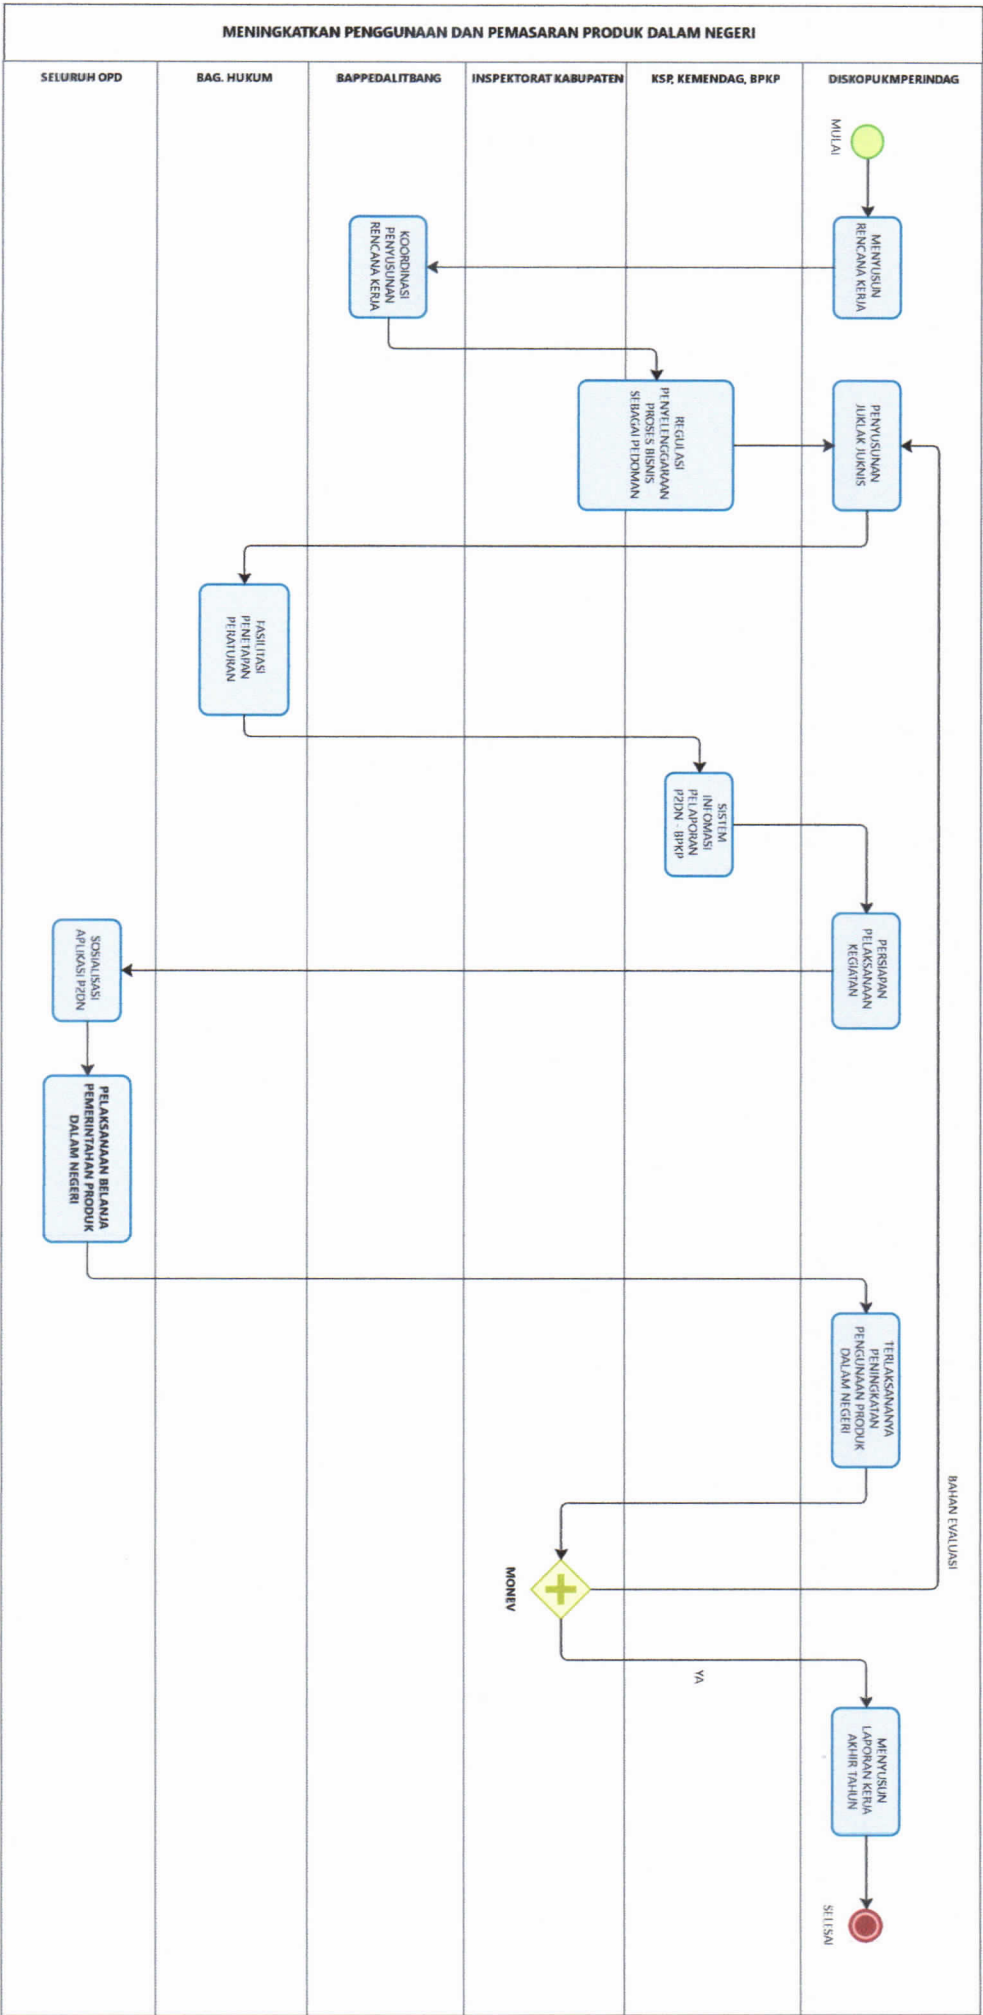 MENINGKATKAN PENGGUNAAN DAN PEMASARAN PRODUK DALAM NEGERI
SELURUH OPD
BAG. HUKUM
BAPPEDALITBANG
INSPEKTORAT KABUPATEN
KSP, KEMENDAG, BPKP
DISKOPUKMPERINDAG
MULAI
MENYUSUN
RENCANA KERJA
KOORDINASI
PENYUSUNAN
RENCANA KERJA
REGULASI
PENYELENGGARAAN
PROSES BISNIS
SEBAGAI PEDOMAN
PENYUSUNAN
JUKLAK JUKNIS
FASILITASI
PENETAPAN
PERATURAN
SISTEM
INFOMASI
PELAPORAN
P2DN - BPKP
PERSIAPAN
PELAKSANAAN
KEGIATAN
SOSIALISASI
APLIKASI P2DN
PELAKSANAAN BELANJA
PEMERINTAHAN PRODUK
DALAM NEGERI
TERLAKSANANYA
PENINGKATAN
PENGUNAAN PRODUK
DALAM NEGERI
BAHAN EVALUASI
MONEV
YA
MENYUSUN
LAPORAN KERJA
AKHIR TAHUN
SELESAI